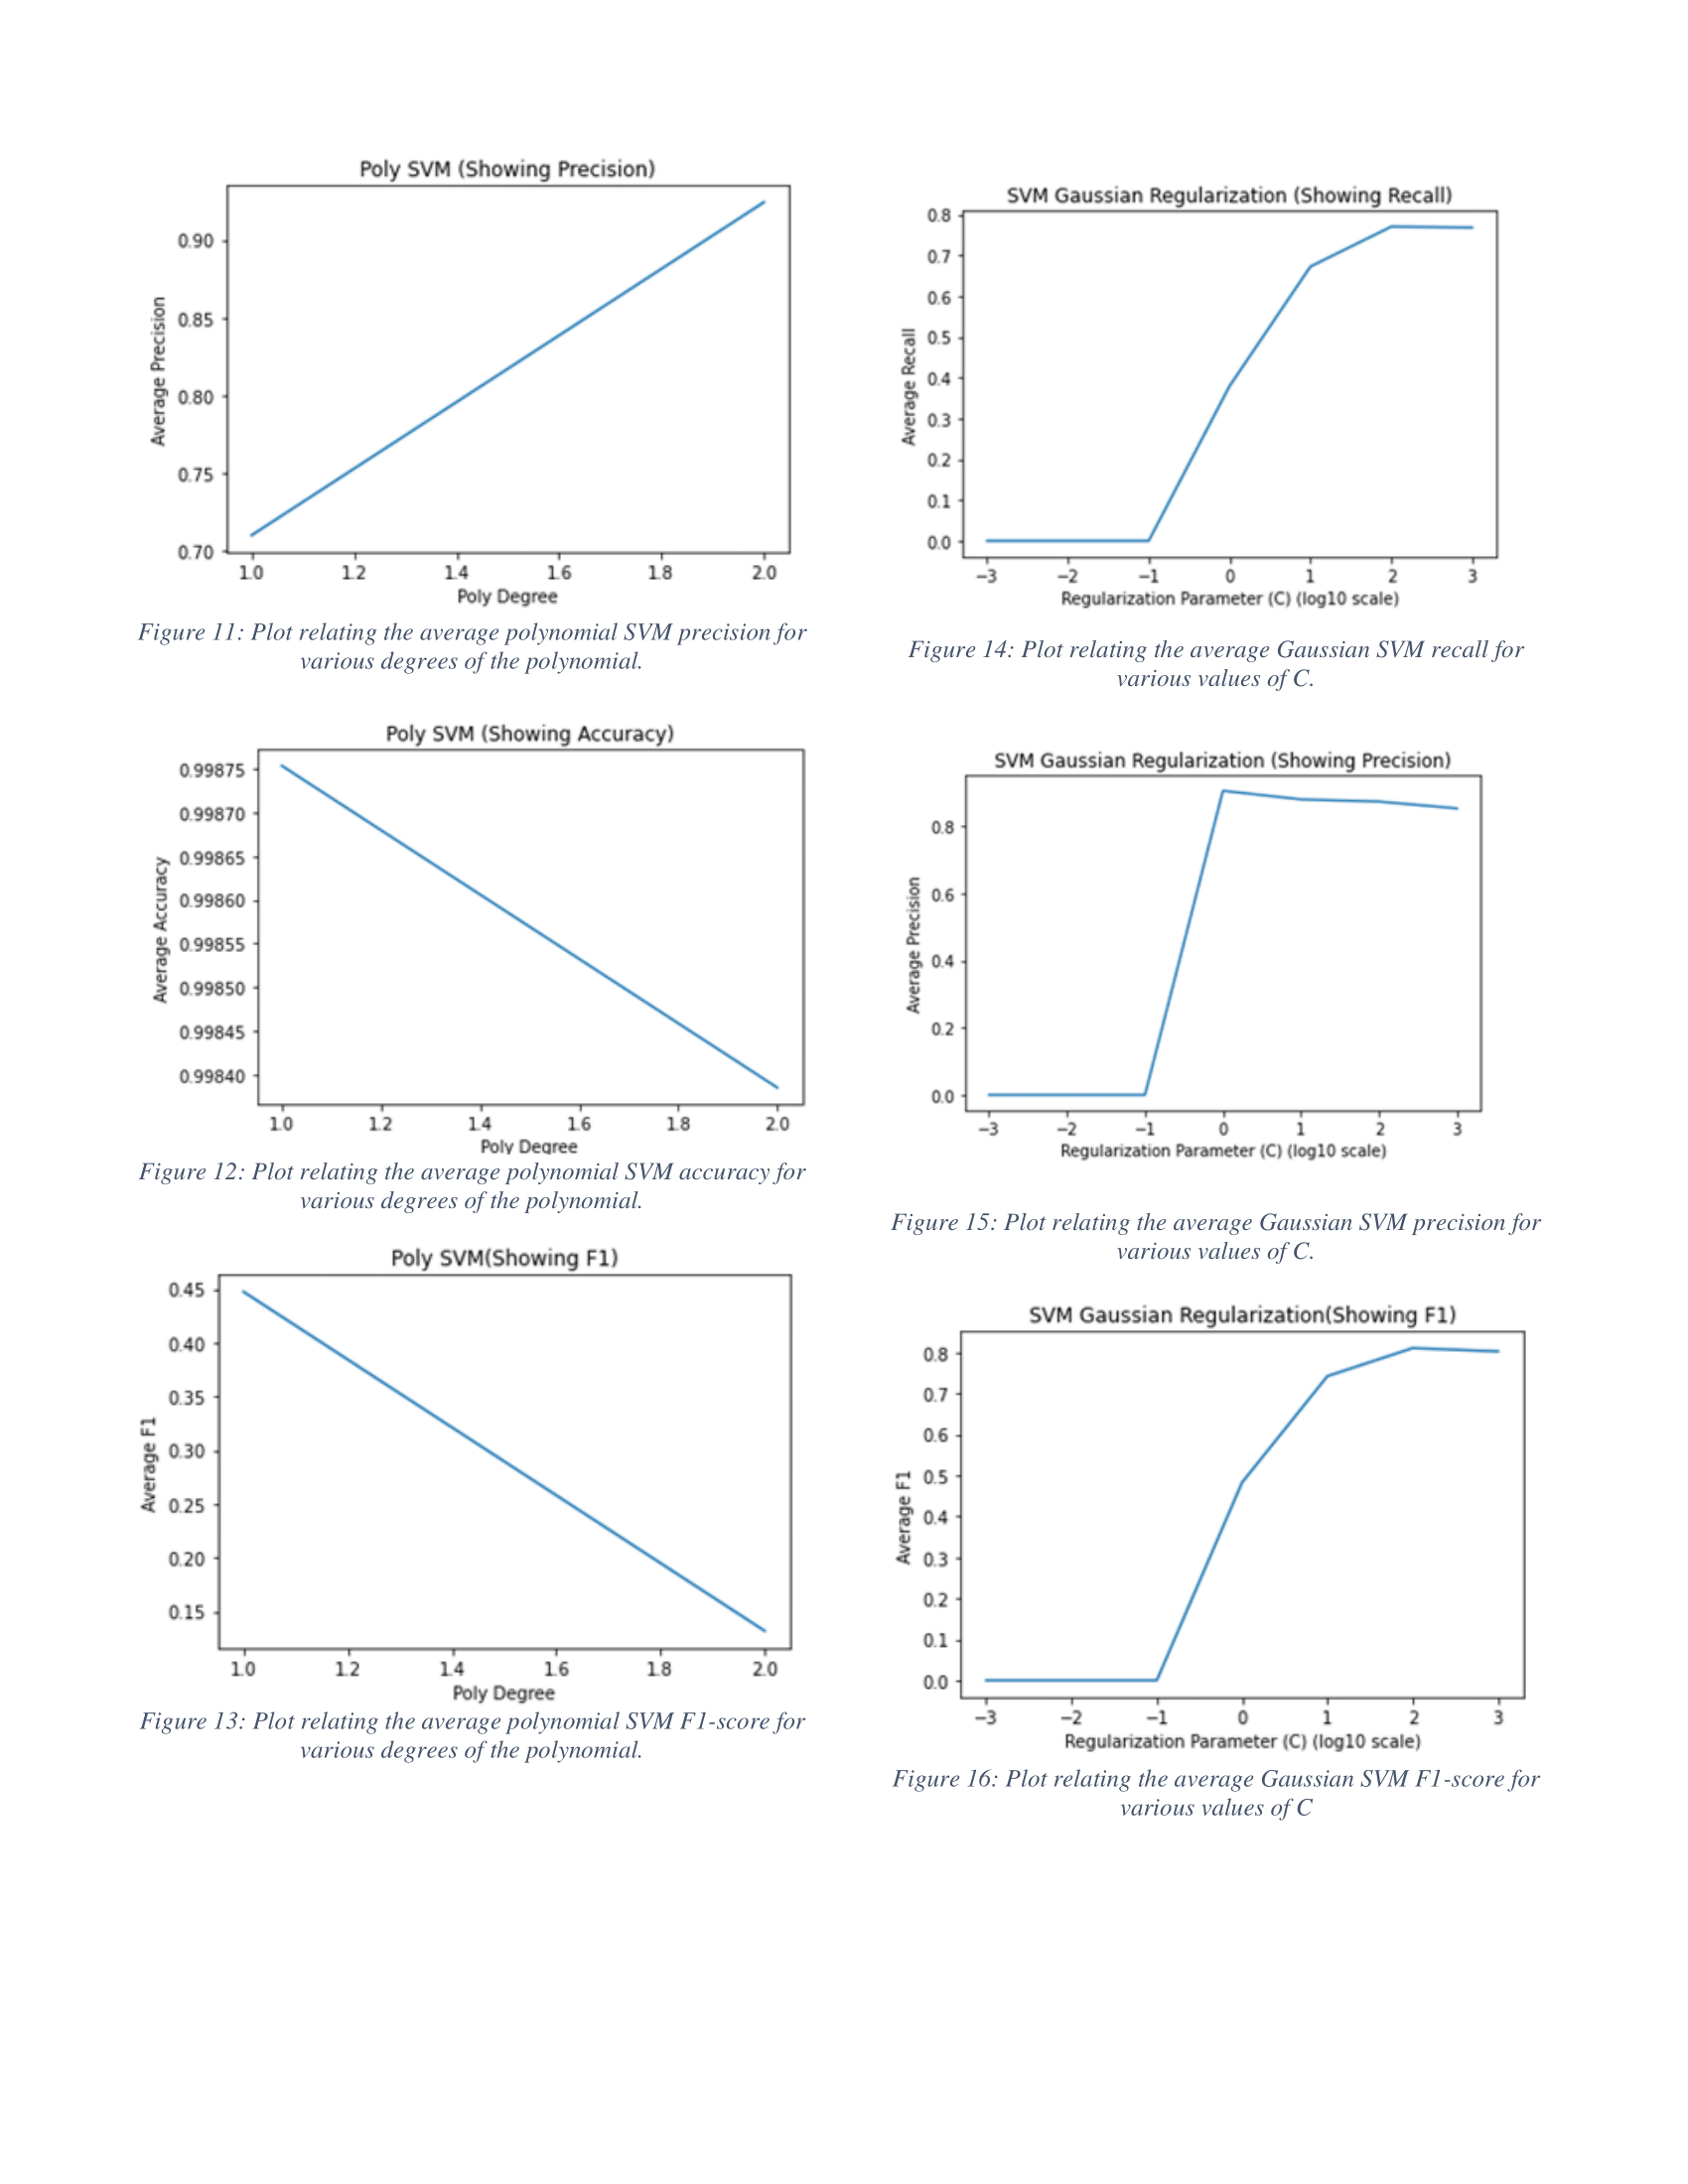 Poly SVM (Showing Precision)
0.90
0.85
0.80
0.75
0.70
Average Precision
1.0 1.2 1.4 1.6 1.8 2.0
Poly Degree
Figure 11: Plot relating the average polynomial SVM precision for
various degrees of the polynomial.
Poly SVM (Showing Accuracy)
0.99875
0.99870
0.99865
0.99860
0.99855
0.99850
0.99845
0.99840
Average Accuracy
1.0 1.2 1.4 1.6 1.8 2.0
Poly Degree
Figure 12: Plot relating the average polynomial SVM accuracy for
various degrees of the polynomial.
Poly SVM(Showing F1)
0.45
0.40
0.35
0.30
0.25
0.20
0.15
Average F1
1.0 1.2 1.4 1.6 1.8 2.0
Poly Degree
Figure 13: Plot relating the average polynomial SVM F1-score for
various degrees of the polynomial.
SVM Gaussian Regularization (Showing Recall)
0.8
0.7
0.6
0.5
0.4
0.3
0.2
0.1
0.0
Average Recall
−3 −2 −1 0 1 2 3
Regularization Parameter (C) (log10 scale)
Figure 14: Plot relating the average Gaussian SVM recall for
various values of C.
SVM Gaussian Regularization (Showing Precision)
0.8
0.6
0.4
0.2
0.0
Average Precision
−3 −2 −1 0 1 2 3
Regularization Parameter (C) (log10 scale)
Figure 15: Plot relating the average Gaussian SVM precision for
various values of C.
SVM Gaussian Regularization(Showing F1)
0.8
0.7
0.6
0.5
0.4
0.3
0.2
0.1
0.0
Average F1
−3 −2 −1 0 1 2 3
Regularization Parameter (C) (log10 scale)
Figure 16: Plot relating the average Gaussian SVM F1-score for
various values of C